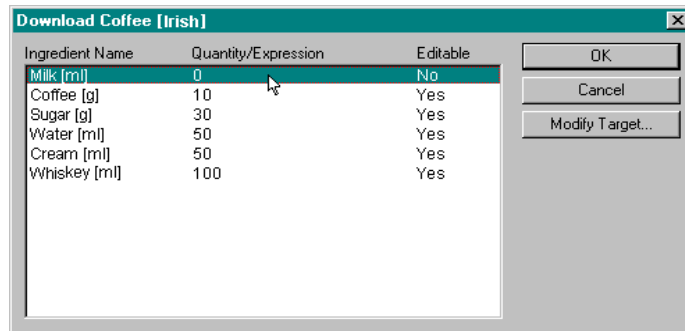 Download Coffee [Irish]
Ingredient Name Quantity/Expression Editable
Milk [ml] 0 No
Coffee [g] 10 Yes
Sugar [g] 30 Yes
Water [ml] 50 Yes
Cream [ml] 50 Yes
Whiskey [ml] 100 Yes
OK
Cancel
Modify Target...